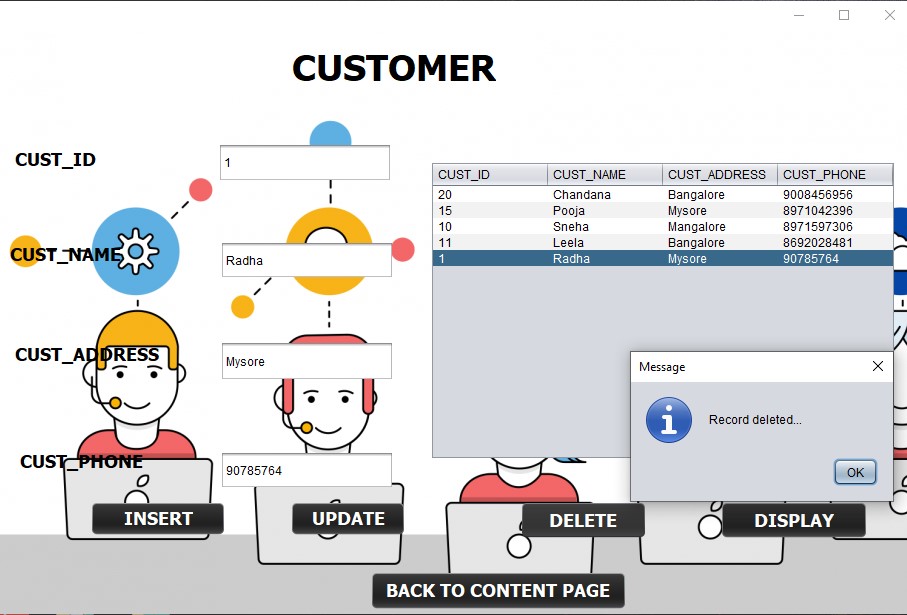 CUSTOMER
CUST_ID
1
CUST_NAME
Radha
CUST_ADDRESS
Mysore
CUST_PHONE
90785764
CUST_ID CUST_NAME CUST_ADDRESS CUST_PHONE
20 Chandana Bangalore 9008456956
15 Pooja Mysore 8971042396
10 Sneha Mangalore 8971597306
11 Leela Bangalore 8692028481
1 Radha Mysore 90785764
Message
Record deleted...
OK
INSERT UPDATE DELETE DISPLAY
BACK TO CONTENT PAGE